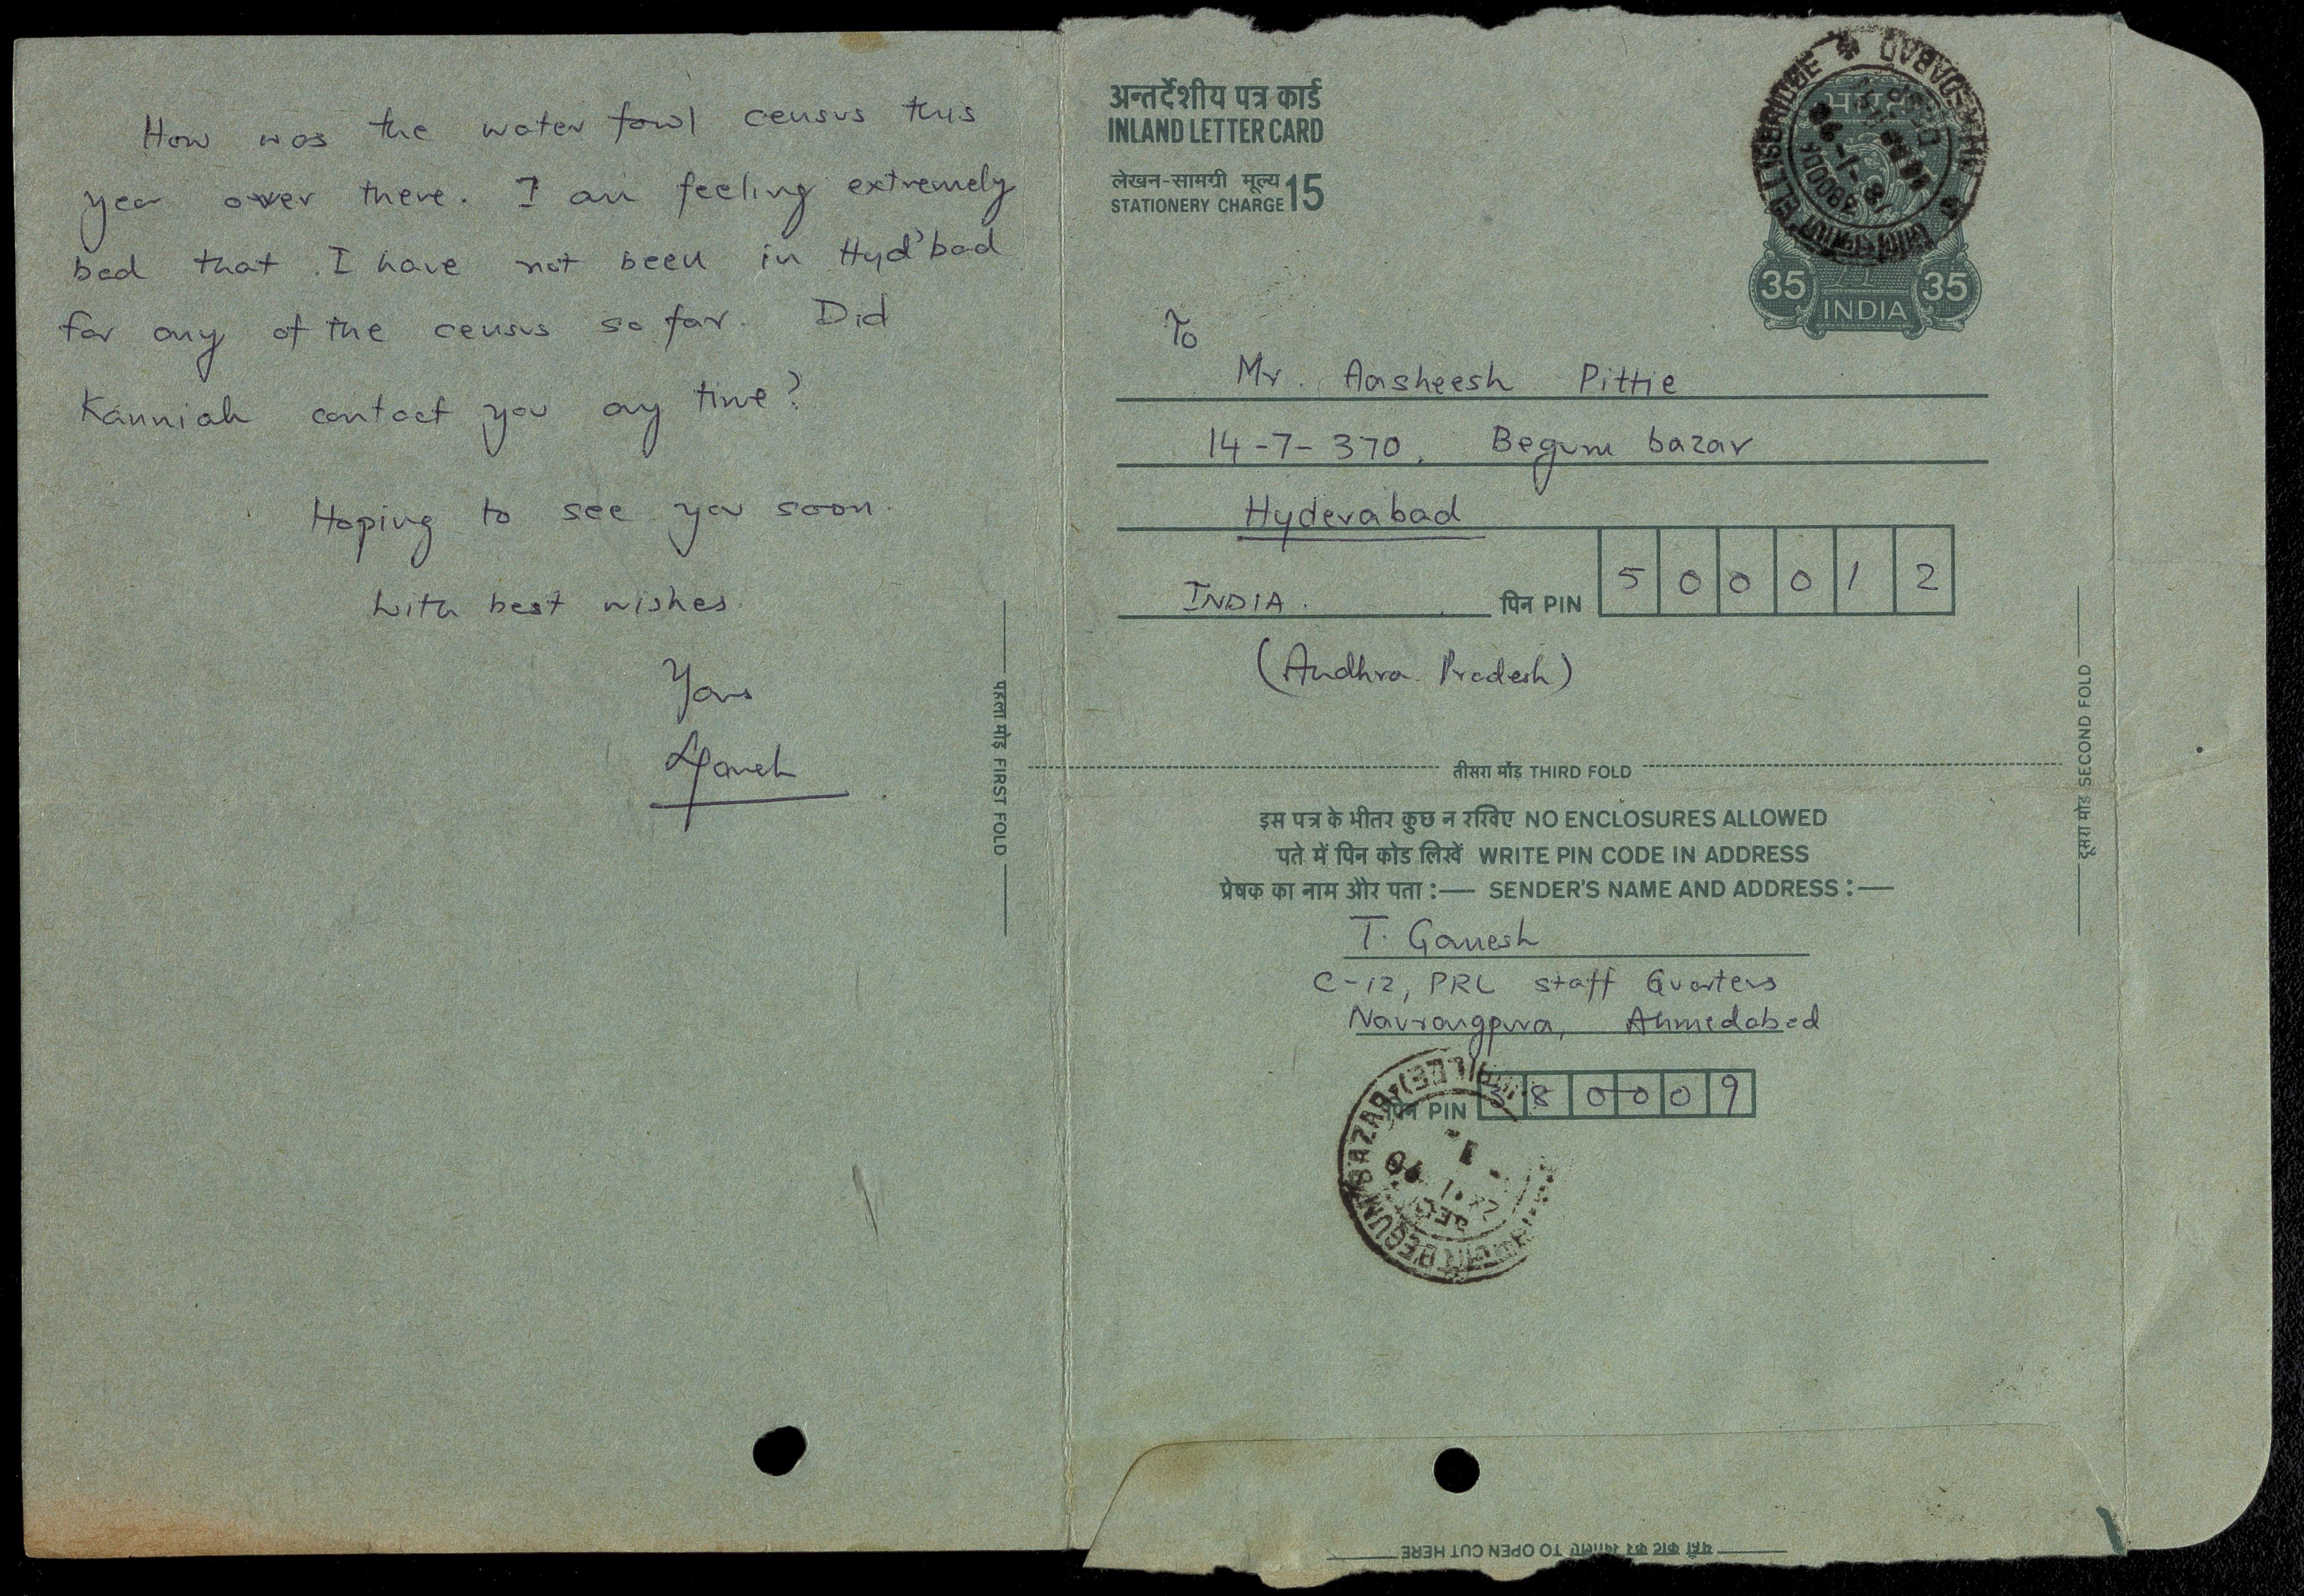 How was the water fowl census this
year over there. I am feeling extremely
bad that I have not been in Hyd'bad
for any of the census so far. Did
Kanniah contact you any time?
Hoping to see you soon.
With best wishes.
Yours
Ganesh
पहला मोड़ FIRST FOLD
अन्तर्देशीय पत्र कार्ड
INLAND LETTER CARD
लेखन-सामग्री मूल्य 15
STATIONERY CHARGE
ELLISBRIDGE AHMEDABAD
35 INDIA 35
To
Mr. Aasheesh Pittie
14-7-370, Begum bazar
Hyderabad
INDIA. पिन PIN 500012
(Andhra Pradesh)
तीसरा मोड़ THIRD FOLD
दूसरा मोड़ SECOND FOLD
इस पत्र के भीतर कुछ न रखिए NO ENCLOSURES ALLOWED
पते में पिन कोड लिखें WRITE PIN CODE IN ADDRESS
प्रेषक का नाम और पता :— SENDER'S NAME AND ADDRESS :—
T. Ganesh
C-12, PRL staff Quarters
Navrangpura, Ahmedabad
पिन PIN 380009
BEGUM BAZAR
यहाँ काट कर खोलिए TO OPEN CUT HERE